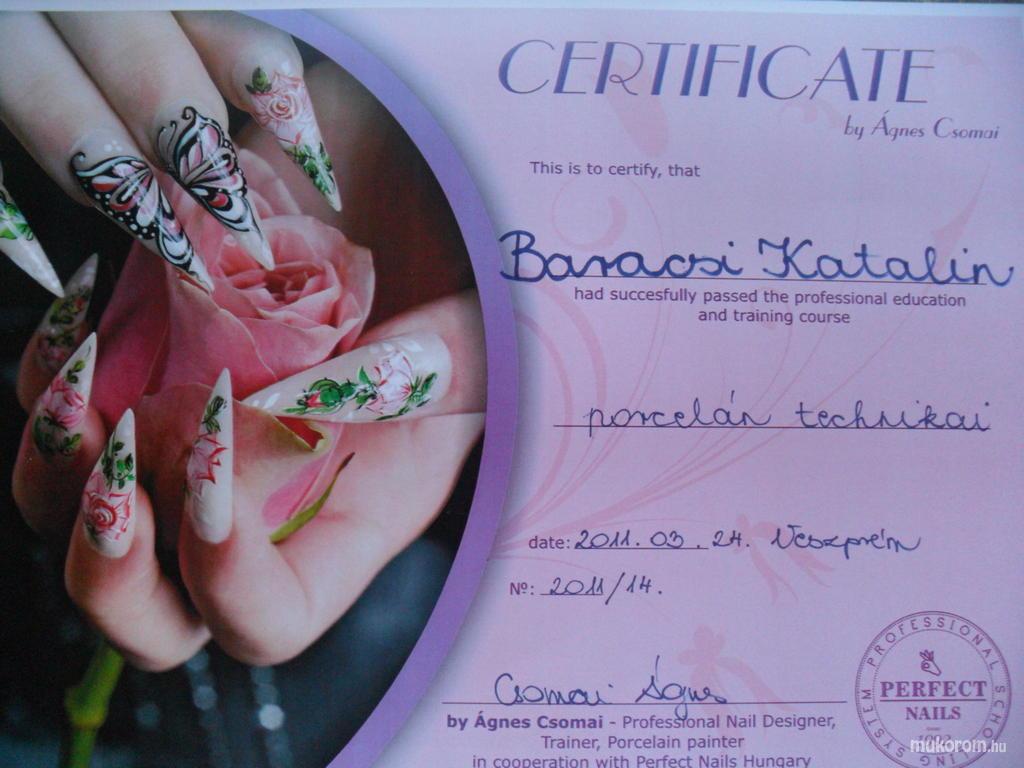 CERTIFICATE
by Ágnes Csomai
This is to certify, that
Baracsi Katalin
had succesfully passed the professional education
and training course
porcelán technikai
date: 2011. 03. 24. Veszprém
Nº: 2011/14.
Csomai Ágnes
by Ágnes Csomai - Professional Nail Designer,
Trainer, Porcelain painter
in cooperation with Perfect Nails Hungary
PROFESSIONAL
SYSTEM
PERFECT
NAILS
mukorom.hu